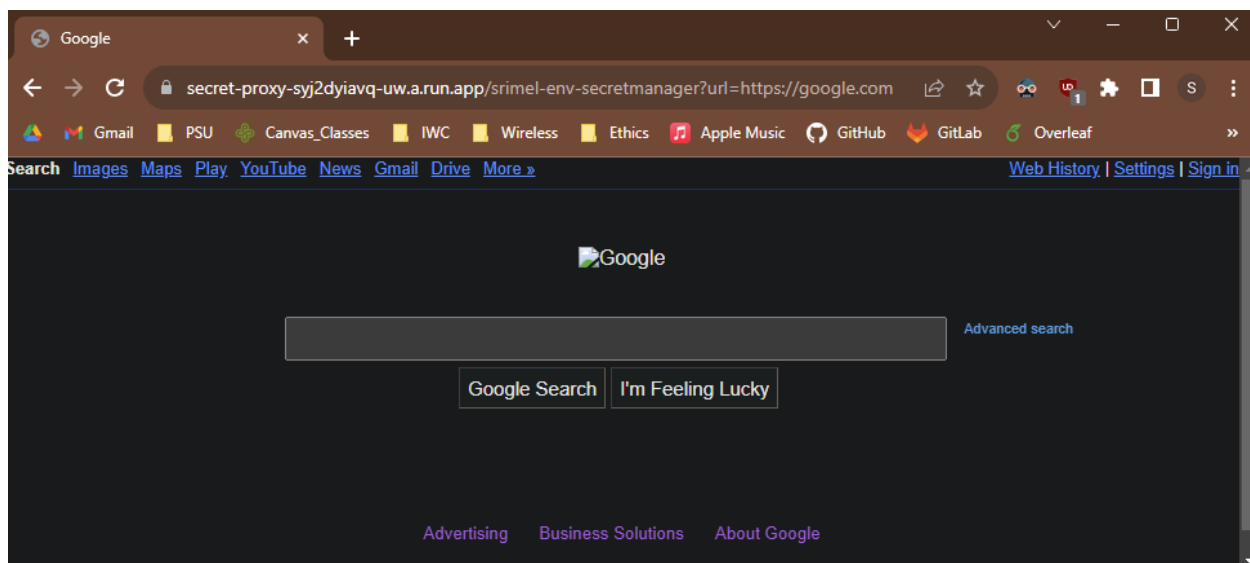 Google
secret-proxy-syj2dyiavq-uw.a.run.app/srimel-env-secretmanager?url=https://google.com
1
S
Gmail PSU Canvas_Classes IWC Wireless Ethics Apple Music GitHub GitLab Overleaf »
Search Images Maps Play YouTube News Gmail Drive More » Web History | Settings | Sign in
Google
Advanced search
Google Search I'm Feeling Lucky
Advertising Business Solutions About Google